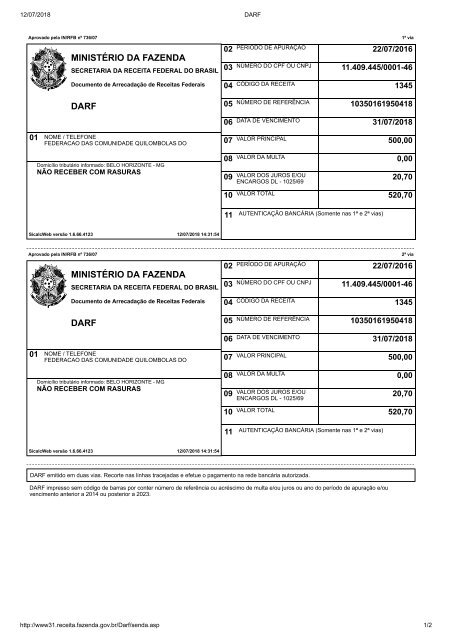 12/07/2018 DARF
Aprovado pela IN/RFB nº 736/07 1ª via
MINISTÉRIO DA FAZENDA
SECRETARIA DA RECEITA FEDERAL DO BRASIL
Documento de Arrecadação de Receitas Federais
DARF
01 NOME / TELEFONE
FEDERACAO DAS COMUNIDADE QUILOMBOLAS DO
Domicílio tributário informado: BELO HORIZONTE - MG
NÃO RECEBER COM RASURAS
SicalcWeb versão 1.6.66.4123 12/07/2018 14:31:54
02 PERÍODO DE APURAÇÃO 22/07/2016
03 NÚMERO DO CPF OU CNPJ 11.409.445/0001-46
04 CÓDIGO DA RECEITA 1345
05 NÚMERO DE REFERÊNCIA 10350161950418
06 DATA DE VENCIMENTO 31/07/2018
07 VALOR PRINCIPAL 500,00
08 VALOR DA MULTA 0,00
09 VALOR DOS JUROS E/OU
ENCARGOS DL - 1025/69 20,70
10 VALOR TOTAL 520,70
11 AUTENTICAÇÃO BANCÁRIA (Somente nas 1ª e 2ª vias)
Aprovado pela IN/RFB nº 736/07 2ª via
MINISTÉRIO DA FAZENDA
SECRETARIA DA RECEITA FEDERAL DO BRASIL
Documento de Arrecadação de Receitas Federais
DARF
01 NOME / TELEFONE
FEDERACAO DAS COMUNIDADE QUILOMBOLAS DO
Domicílio tributário informado: BELO HORIZONTE - MG
NÃO RECEBER COM RASURAS
SicalcWeb versão 1.6.66.4123 12/07/2018 14:31:54
02 PERÍODO DE APURAÇÃO 22/07/2016
03 NÚMERO DO CPF OU CNPJ 11.409.445/0001-46
04 CÓDIGO DA RECEITA 1345
05 NÚMERO DE REFERÊNCIA 10350161950418
06 DATA DE VENCIMENTO 31/07/2018
07 VALOR PRINCIPAL 500,00
08 VALOR DA MULTA 0,00
09 VALOR DOS JUROS E/OU
ENCARGOS DL - 1025/69 20,70
10 VALOR TOTAL 520,70
11 AUTENTICAÇÃO BANCÁRIA (Somente nas 1ª e 2ª vias)
DARF emitido em duas vias. Recorte nas linhas tracejadas e efetue o pagamento na rede bancária autorizada.
DARF impresso sem código de barras por conter número de referência ou acréscimo de multa e/ou juros ou ano do período de apuração e/ou
vencimento anterior a 2014 ou posterior a 2023.
http://www31.receita.fazenda.gov.br/Darf/senda.asp 1/2